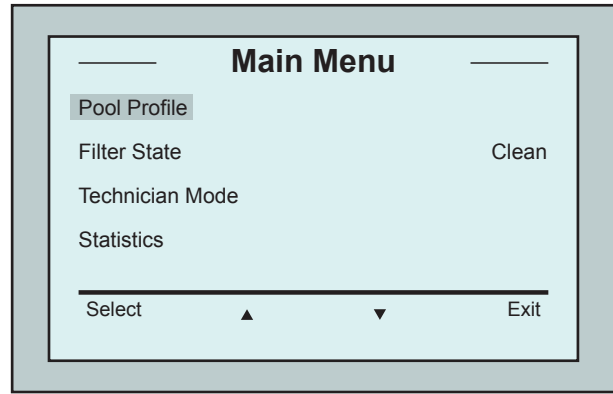 Main Menu
Pool Profile
Filter State Clean
Technician Mode
Statistics
Select ▲ ▼ Exit